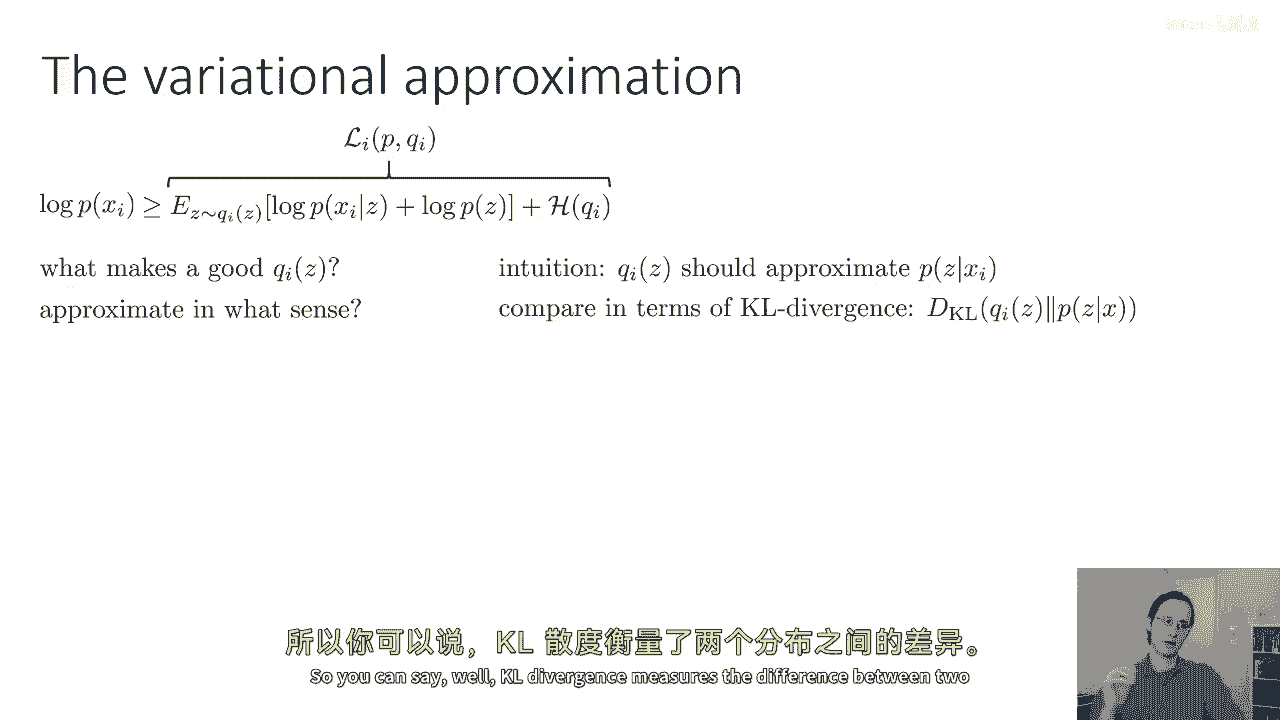 The variational approximation
$\mathcal{L}_i(p, q_i)$
$\log p(x_i) \geq E_{z \sim q_i(z)}[\log p(x_i|z) + \log p(z)] + \mathcal{H}(q_i)$
what makes a good $q_i(z)$? intuition: $q_i(z)$ should approximate $p(z|x_i)$
approximate in what sense? compare in terms of KL-divergence: $D_{\mathrm{KL}}(q_i(z) \| p(z|x))$
所以你可以说，KL 散度衡量了两个分布之间的差异。
So you can say, well, KL divergence measures the difference between two